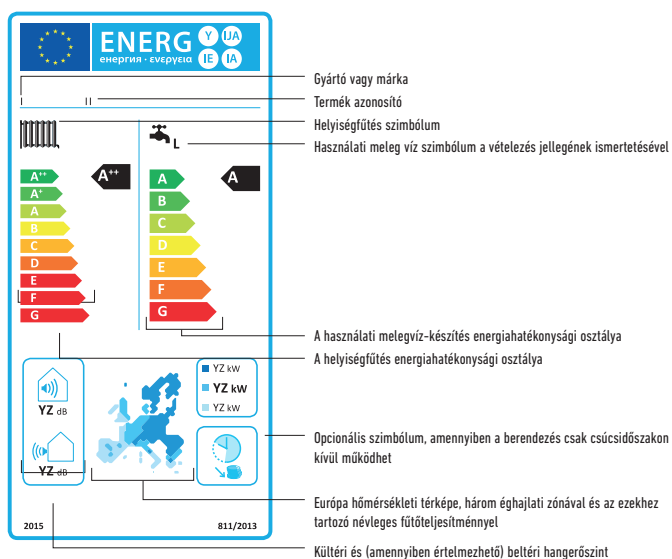 ENERG
енергия · ενεργεια
Y IJA
IE IA
Gyártó vagy márka
I II
Termék azonosító
Helyiségfűtés szimbólum
L
Használati meleg víz szimbólum a vételezés jellegének ismertetésével
A++
A+
A
B
C
D
E
F
G
A++
A
B
C
D
E
F
G
A
A használati melegvíz-készítés energiahatékonysági osztálya
A helyiségfűtés energiahatékonysági osztálya
YZ dB
YZ dB
YZ kW
YZ kW
YZ kW
Opcionális szimbólum, amennyiben a berendezés csak csúcsidőszakon
kívül működhet
Európa hőmérsékleti térképe, három éghajlati zónával és az ezekhez
tartozó névleges fűtőteljesítménnyel
2015
811/2013
Kültéri és (amennyiben értelmezhető) beltéri hangerőszint